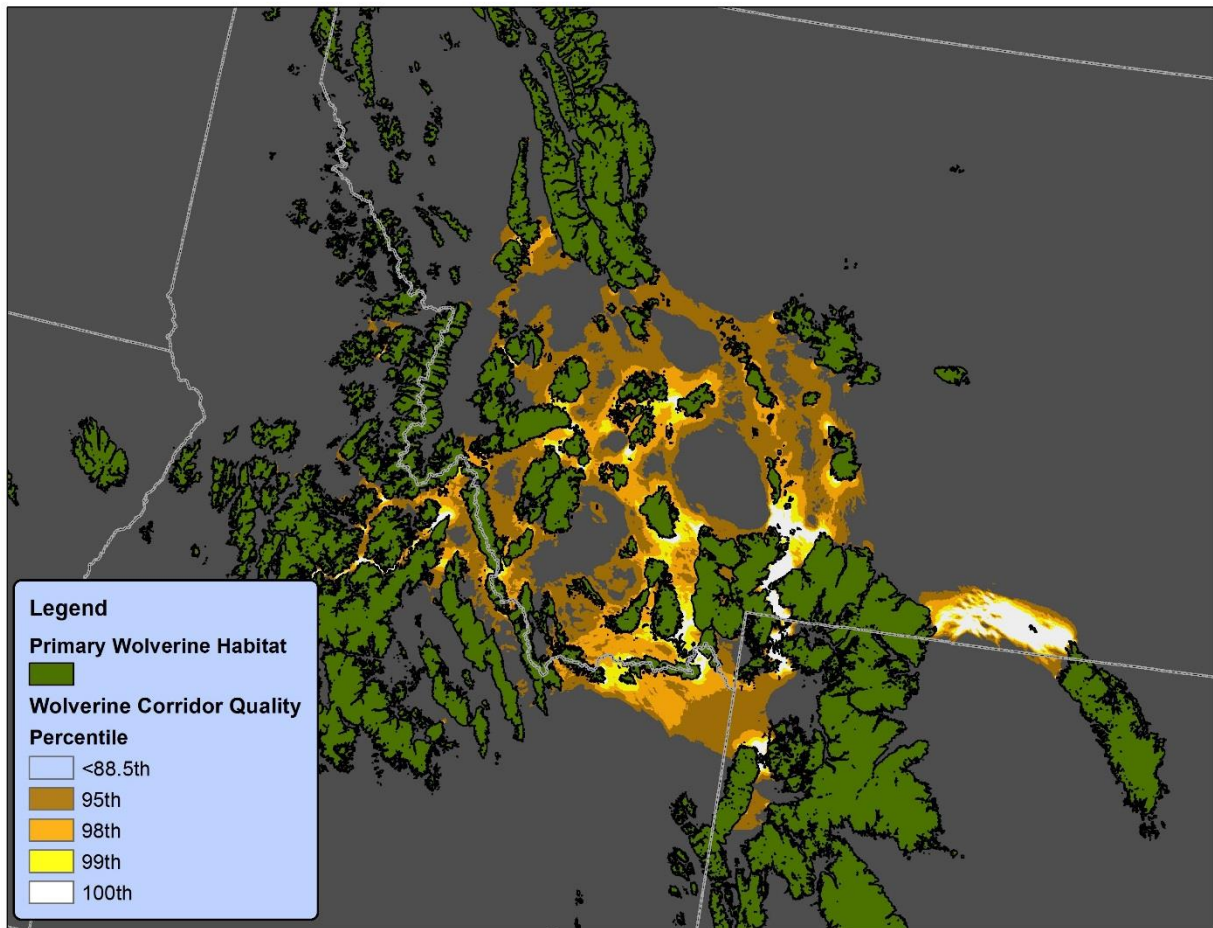 Legend
Primary Wolverine Habitat
Wolverine Corridor Quality
Percentile
<88.5th
95th
98th
99th
100th